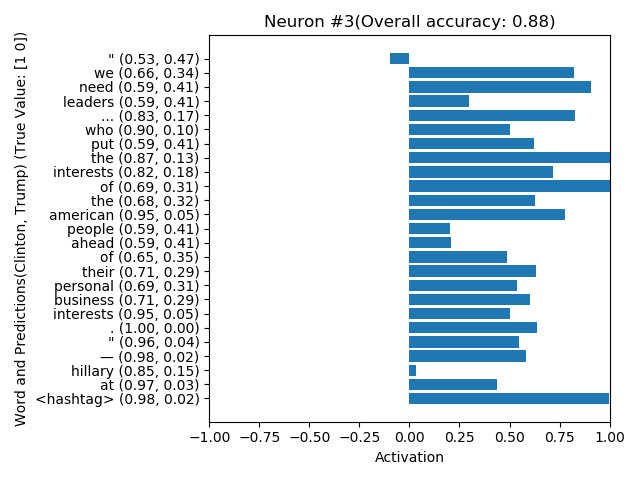 Neuron #3(Overall accuracy: 0.88)
Word and Predictions(Clinton, Trump) (True Value: [1 0])
" (0.53, 0.47)
we (0.66, 0.34)
need (0.59, 0.41)
leaders (0.59, 0.41)
... (0.83, 0.17)
who (0.90, 0.10)
put (0.59, 0.41)
the (0.87, 0.13)
interests (0.82, 0.18)
of (0.69, 0.31)
the (0.68, 0.32)
american (0.95, 0.05)
people (0.59, 0.41)
ahead (0.59, 0.41)
of (0.65, 0.35)
their (0.71, 0.29)
personal (0.69, 0.31)
business (0.71, 0.29)
interests (0.95, 0.05)
. (1.00, 0.00)
" (0.96, 0.04)
— (0.98, 0.02)
hillary (0.85, 0.15)
at (0.97, 0.03)
<hashtag> (0.98, 0.02)
−1.00 −0.75 −0.50 −0.25 0.00 0.25 0.50 0.75 1.00
Activation